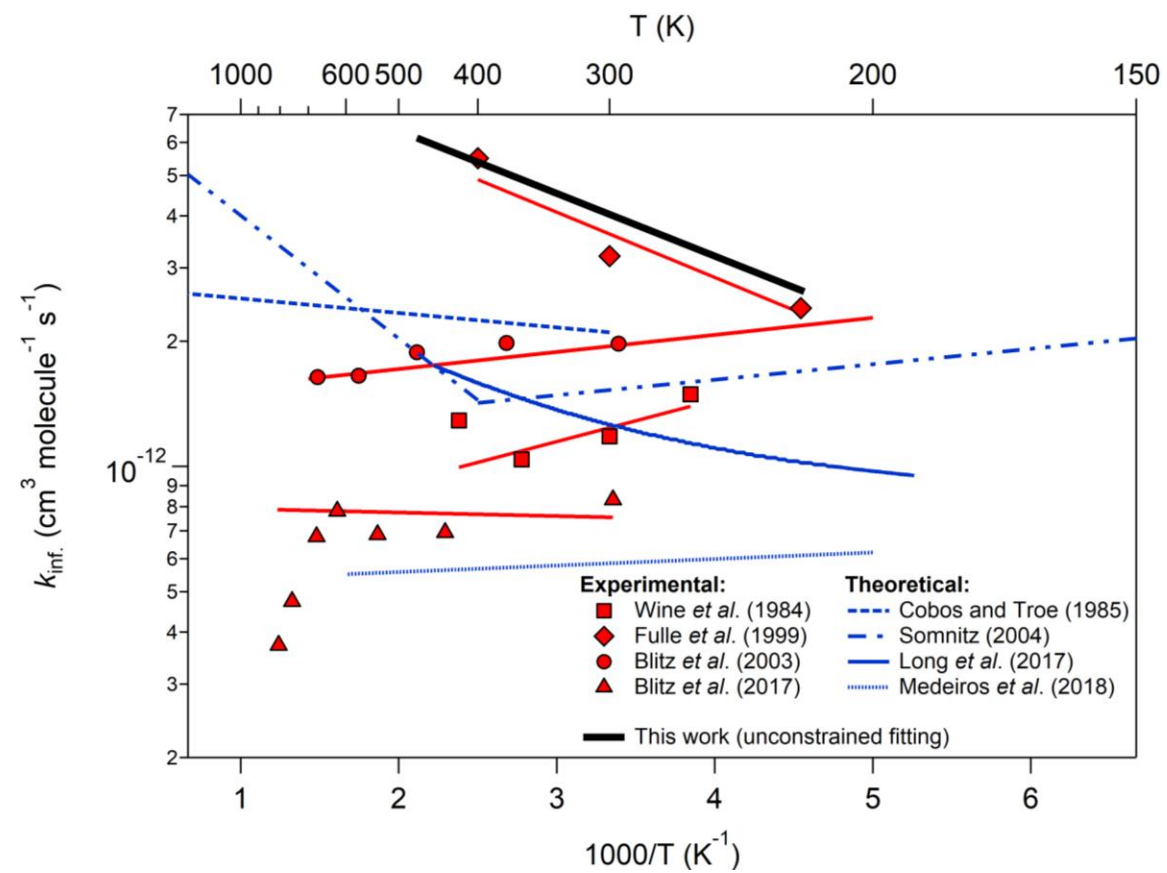 T (K)
1000 600 500 400 300 200 150
7
6
5
4
3
2
10-12
9
8
7
6
5
4
3
2
kinf. (cm3 molecule-1 s-1)
Experimental:
Wine et al. (1984)
Fulle et al. (1999)
Blitz et al. (2003)
Blitz et al. (2017)
Theoretical:
Cobos and Troe (1985)
Somnitz (2004)
Long et al. (2017)
Medeiros et al. (2018)
This work (unconstrained fitting)
1 2 3 4 5 6
1000/T (K-1)